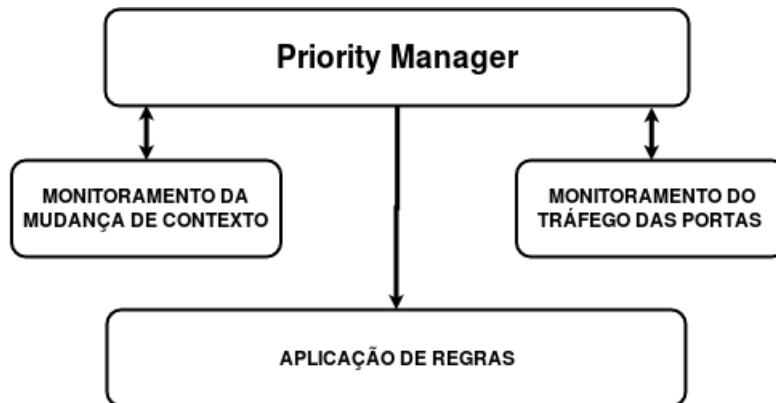 Priority Manager
MONITORAMENTO DA
MUDANÇA DE CONTEXTO
MONITORAMENTO DO
TRÁFEGO DAS PORTAS
APLICAÇÃO DE REGRAS